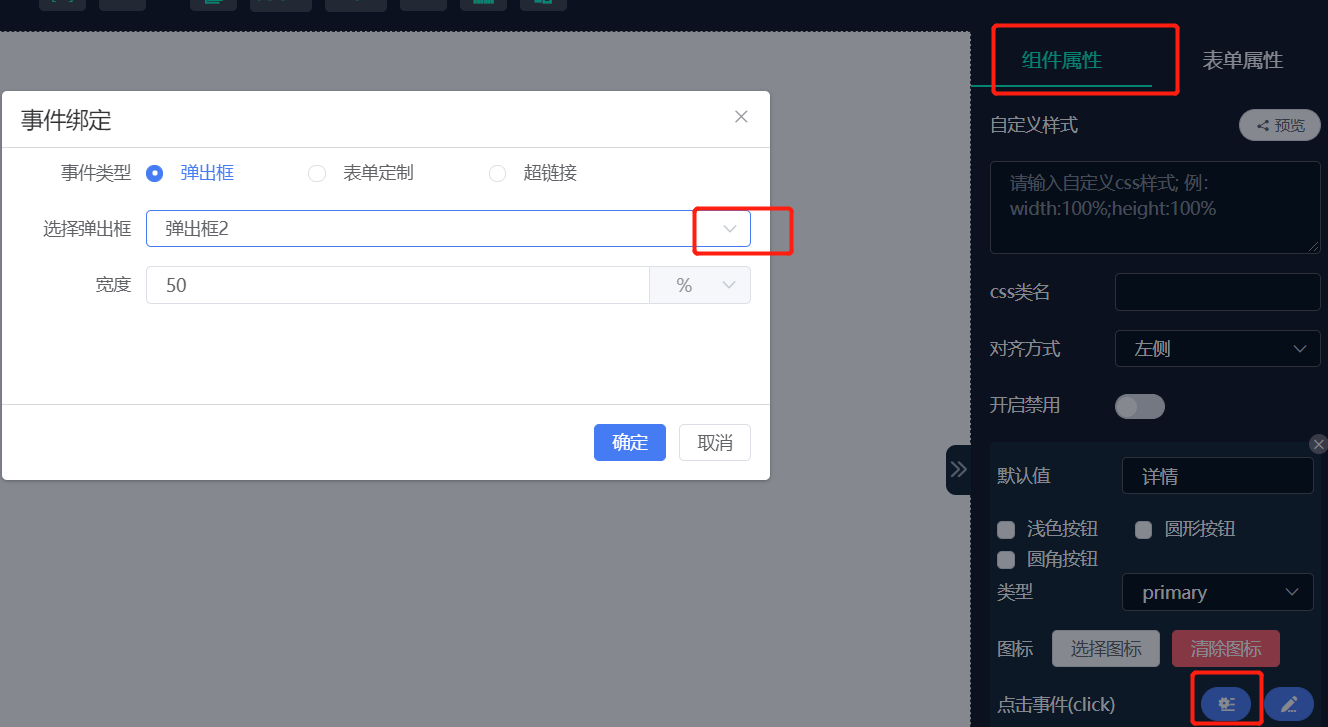 组件属性 表单属性
事件绑定
自定义样式 预览
事件类型 弹出框 表单定制 超链接
请输入自定义css样式; 例:
width:100%;height:100%
选择弹出框 弹出框2
宽度 50 %
css类名
对齐方式 左侧
开启禁用
确定 取消
默认值 详情
浅色按钮 圆形按钮
圆角按钮
类型 primary
图标 选择图标 清除图标
点击事件(click)